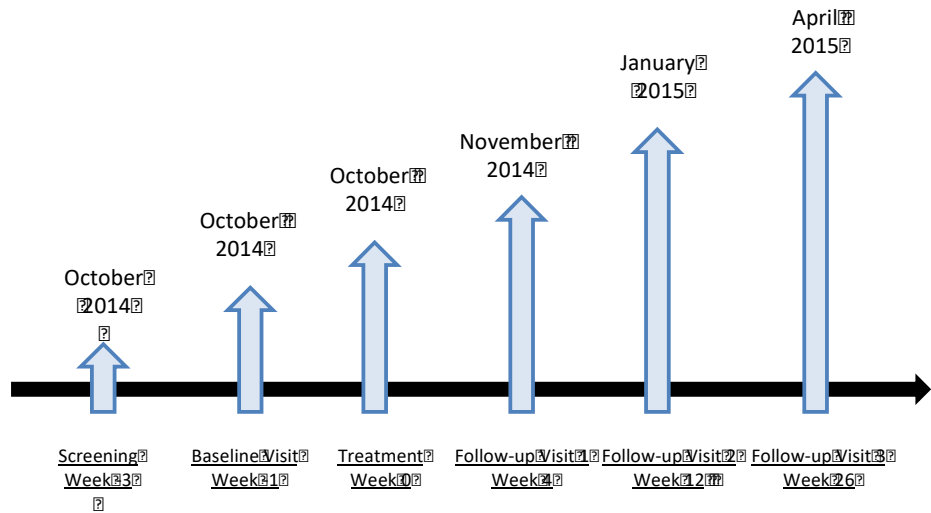 October
2014
October
2014
October
2014
November
2014
January
2015
April
2015
Screening
Week -3
Baseline Visit
Week -1
Treatment
Week 0
Follow-up Visit 1
Week 4
Follow-up Visit 2
Week 12
Follow-up Visit 3
Week 26